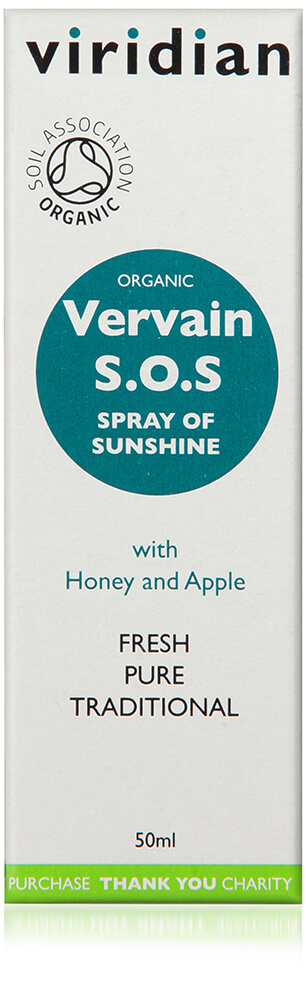 viridian
SOIL ASSOCIATION
ORGANIC
ORGANIC
Vervain
S.O.S
SPRAY OF
SUNSHINE
with
Honey and Apple
FRESH
PURE
TRADITIONAL
50ml
PURCHASE THANK YOU CHARITY